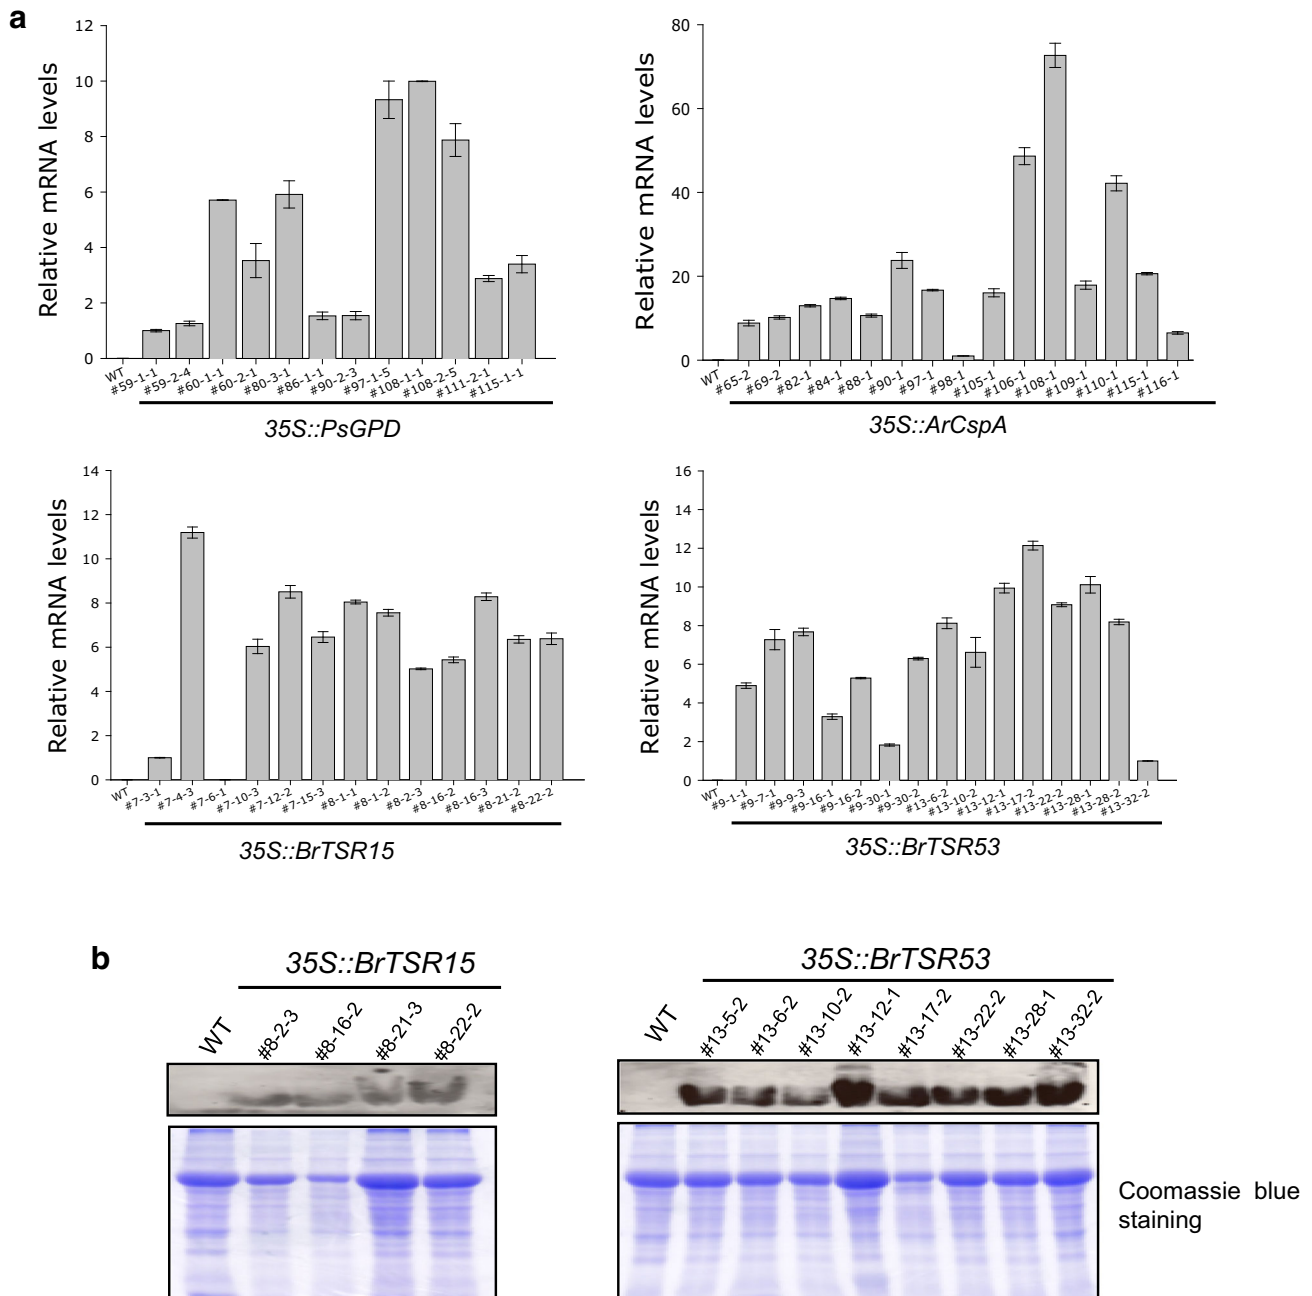 a
12
10
8
6
4
2
0
Relative mRNA levels
WT #59-1-1 #59-2-4 #60-1-1 #60-2-1 #80-3-1 #86-1-1 #90-2-3 #97-1-5 #108-1-1 #108-2-5 #111-2-1 #115-1-1
35S::PsGPD
80
60
40
20
0
Relative mRNA levels
WT #65-2 #69-2 #82-1 #84-1 #88-1 #90-1 #97-1 #98-1 #105-1 #106-1 #108-1 #109-1 #110-1 #115-1 #116-1
35S::ArCspA
14
12
10
8
6
4
2
0
Relative mRNA levels
WT #7-3-1 #7-4-3 #7-6-1 #7-10-3 #7-12-2 #7-15-3 #8-1-1 #8-1-2 #8-2-3 #8-16-2 #8-16-3 #8-21-2 #8-22-2
35S::BrTSR15
16
14
12
10
8
6
4
2
0
Relative mRNA levels
WT #9-1-1 #9-7-1 #9-9-3 #9-16-1 #9-16-2 #9-30-1 #9-30-2 #13-6-2 #13-10-2 #13-12-1 #13-17-2 #13-22-2 #13-28-1 #13-28-2 #13-32-2
35S::BrTSR53
b
35S::BrTSR15
WT #8-2-3 #8-16-2 #8-21-3 #8-22-2
35S::BrTSR53
WT #13-5-2 #13-6-2 #13-10-2 #13-12-1 #13-17-2 #13-22-2 #13-28-1 #13-32-2
Coomassie blue
staining